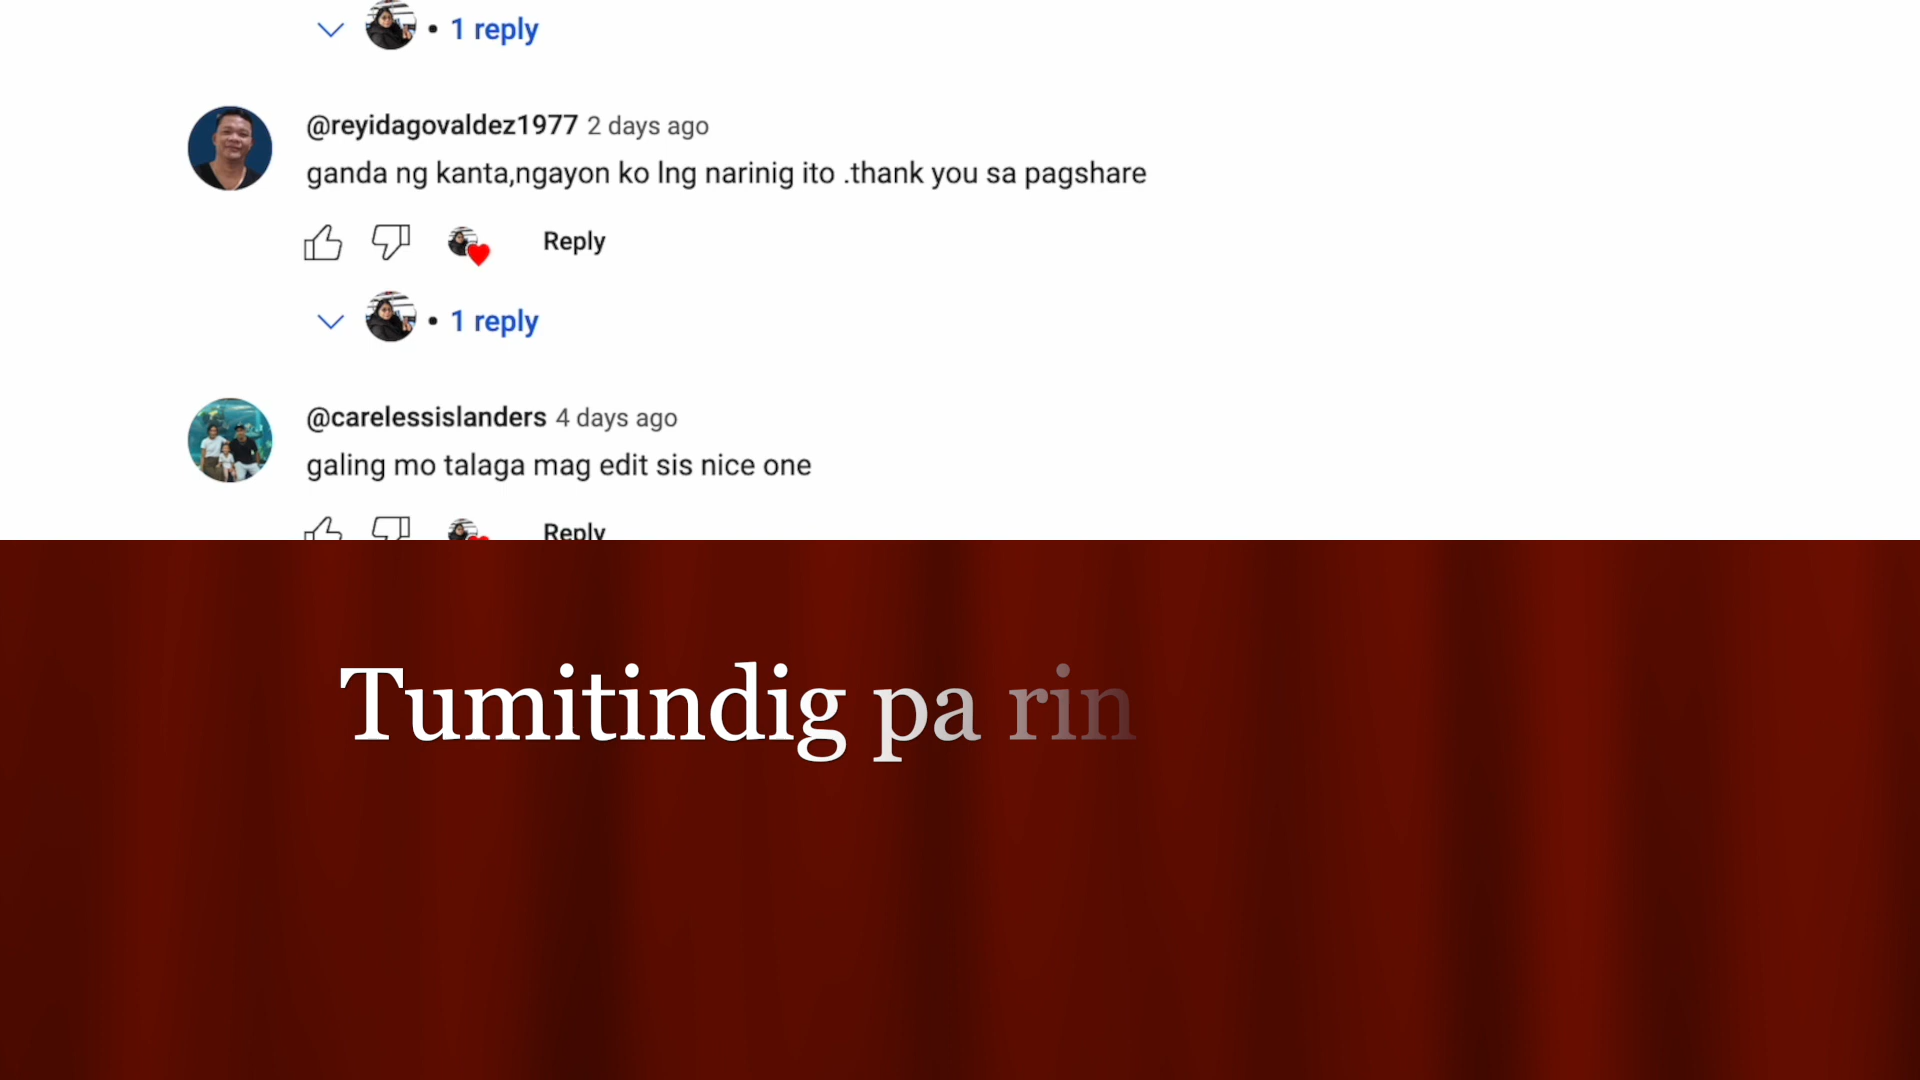 • 1 reply
@reyidagovaldez1977 2 days ago
ganda ng kanta,ngayon ko lng narinig ito .thank you sa pagshare
Reply
• 1 reply
@carelessislanders 4 days ago
galing mo talaga mag edit sis nice one
Reply
Tumitindig pa rin